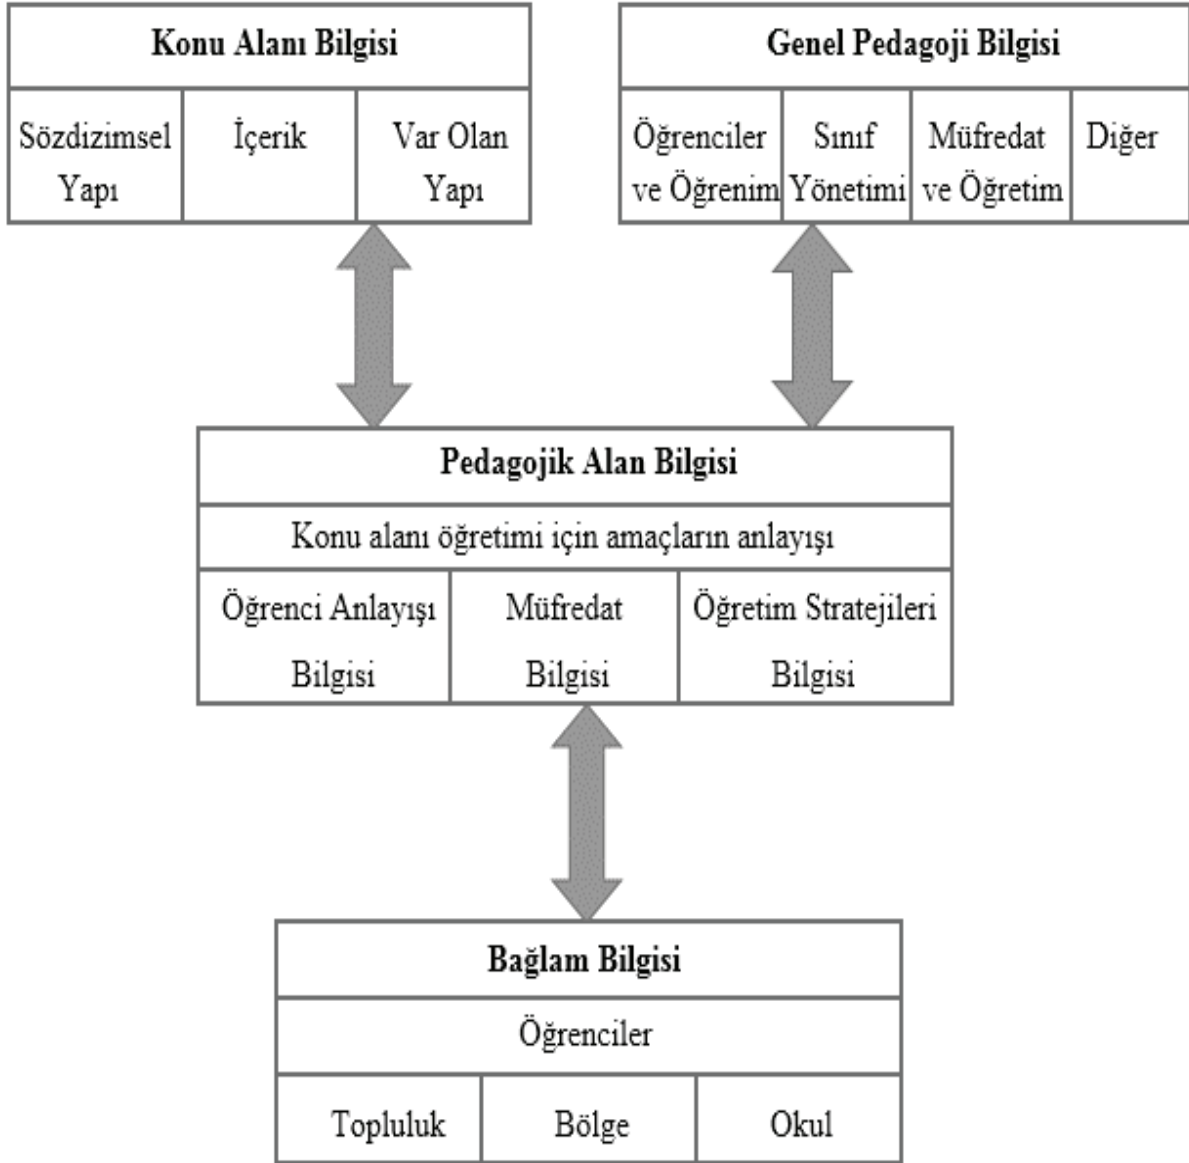 Konu Alanı Bilgisi
Sözdizimsel
Yapı
İçerik
Var Olan
Yapı
Genel Pedagoji Bilgisi
Öğrenciler
ve Öğrenim
Sınıf
Yönetimi
Müfredat
ve Öğretim
Diğer
Pedagojik Alan Bilgisi
Konu alanı öğretimi için amaçların anlayışı
Öğrenci Anlayışı
Bilgisi
Müfredat
Bilgisi
Öğretim Stratejileri
Bilgisi
Bağlam Bilgisi
Öğrenciler
Topluluk
Bölge
Okul